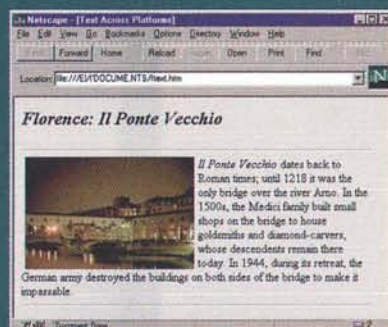 Netscape - [Text Across Platforms]
File Edit View Go Bookmarks Options Directory Window Help
Forward Home Reload Open Print Find
Location:
Florence: Il Ponte Vecchio
Il Ponte Vecchio dates back to
Roman times; until 1218 it was the
only bridge over the river Arno. In the
1500s, the Medici family built small
shops on the bridge to house
goldsmiths and diamond-carvers,
whose descendents remain there
today. In 1944, during its retreat, the
German army destroyed the buildings on both sides of the bridge to make it
impassable.
Document Done